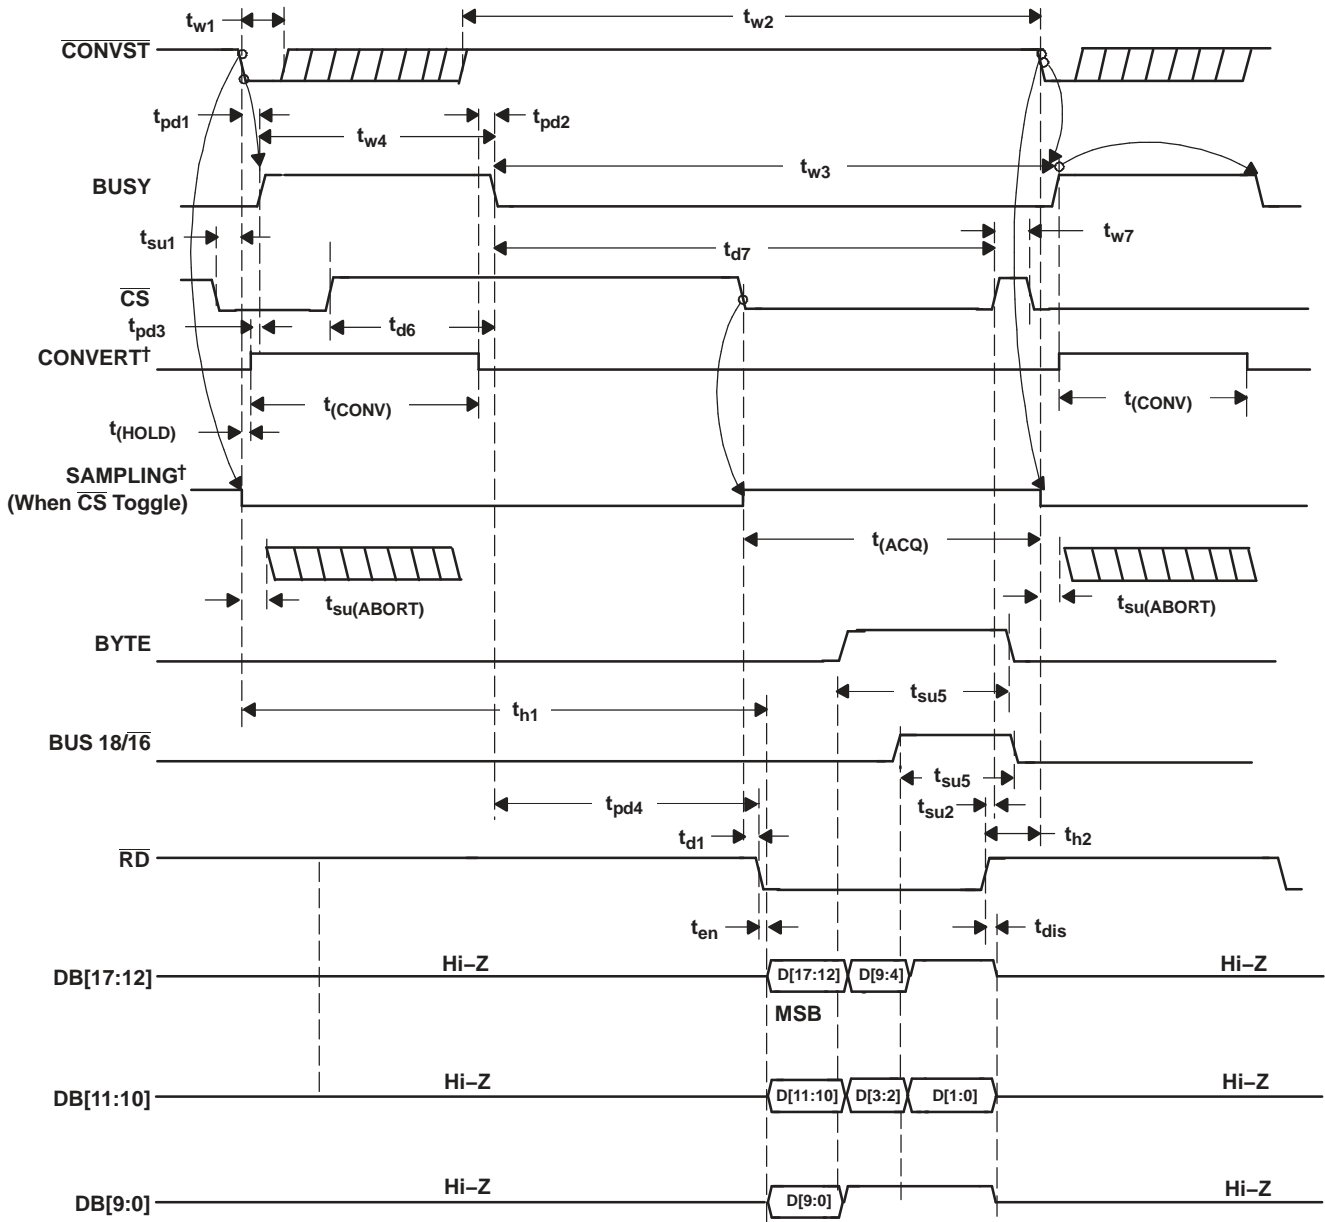 tw1
tw2
CONVST
tpd1
tw4
tpd2
tw3
BUSY
tsu1
td7
tw7
CS
tpd3
td6
CONVERT†
t(CONV)
t(CONV)
t(HOLD)
SAMPLING†
(When CS Toggle)
t(ACQ)
tsu(ABORT)
tsu(ABORT)
BYTE
tsu5
th1
BUS 18/16
tsu5
tpd4
tsu2
td1
th2
RD
ten
tdis
Hi–Z
Hi–Z
DB[17:12]
D[17:12]
D[9:4]
MSB
Hi–Z
Hi–Z
DB[11:10]
D[11:10]
D[3:2]
D[1:0]
Hi–Z
Hi–Z
DB[9:0]
D[9:0]